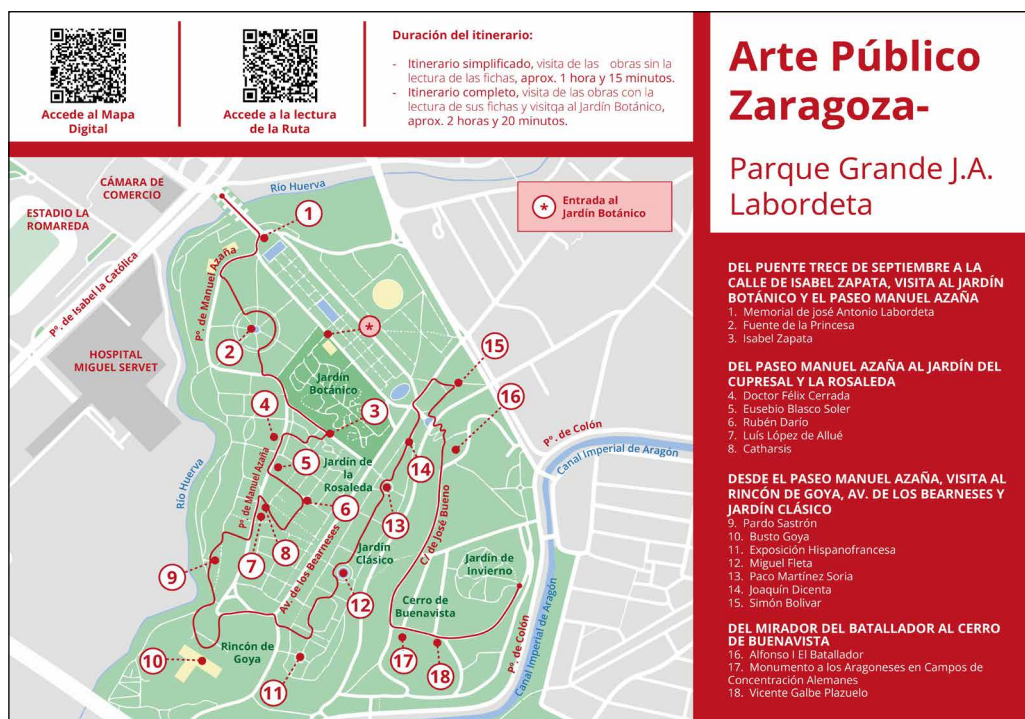 Accede al Mapa
Digital
Accede a la lectura
de la Ruta
Duración del itinerario:
- Itinerario simplificado, visita de las obras sin la
lectura de las fichas, aprox. 1 hora y 15 minutos.
- Itinerario completo, visita de las obras con la
lectura de sus fichas y visitqa al Jardín Botánico,
aprox. 2 horas y 20 minutos.
Arte Público
Zaragoza-
Parque Grande J.A.
Labordeta
CÁMARA DE
COMERCIO
ESTADIO LA
ROMAREDA
Río Huerva
* Entrada al
Jardín Botánico
1
Pº. de Isabel la Católica
Pº. de Manuel Azaña
HOSPITAL
MIGUEL SERVET
2
*
Jardín
Botánico
15
16
4
3
Pº. de Colón
Canal Imperial de Aragón
14
5
Jardín de
la
Rosaleda
Río Huerva
Pº. de Manuel Azaña
6
13
C/ de José Bueno
7
8
Av. de los Bearneses
Jardín
Clásico
Jardín de
Invierno
9
12
Cerro de
Buenavista
Rincón de
Goya
10
11
17
18
Pº. de Colón
Canal Imperial de Aragón
DEL PUENTE TRECE DE SEPTIEMBRE A LA
CALLE DE ISABEL ZAPATA, VISITA AL JARDÍN
BOTÁNICO Y EL PASEO MANUEL AZAÑA
1. Memorial de josé Antonio Labordeta
2. Fuente de la Princesa
3. Isabel Zapata
DEL PASEO MANUEL AZAÑA AL JARDÍN DEL
CUPRESAL Y LA ROSALEDA
4. Doctor Félix Cerrada
5. Eusebio Blasco Soler
6. Rubén Darío
7. Luís López de Allué
8. Catharsis
DESDE EL PASEO MANUEL AZAÑA, VISITA AL
RINCÓN DE GOYA, AV. DE LOS BEARNESES Y
JARDÍN CLÁSICO
9. Pardo Sastrón
10. Busto Goya
11. Exposición Hispanofrancesa
12. Miguel Fleta
13. Paco Martínez Soria
14. Joaquín Dicenta
15. Simón Bolivar
DEL MIRADOR DEL BATALLADOR AL CERRO
DE BUENAVISTA
16. Alfonso I El Batallador
17. Monumento a los Aragoneses en Campos de
Concentración Alemanes
18. Vicente Galbe Plazuelo